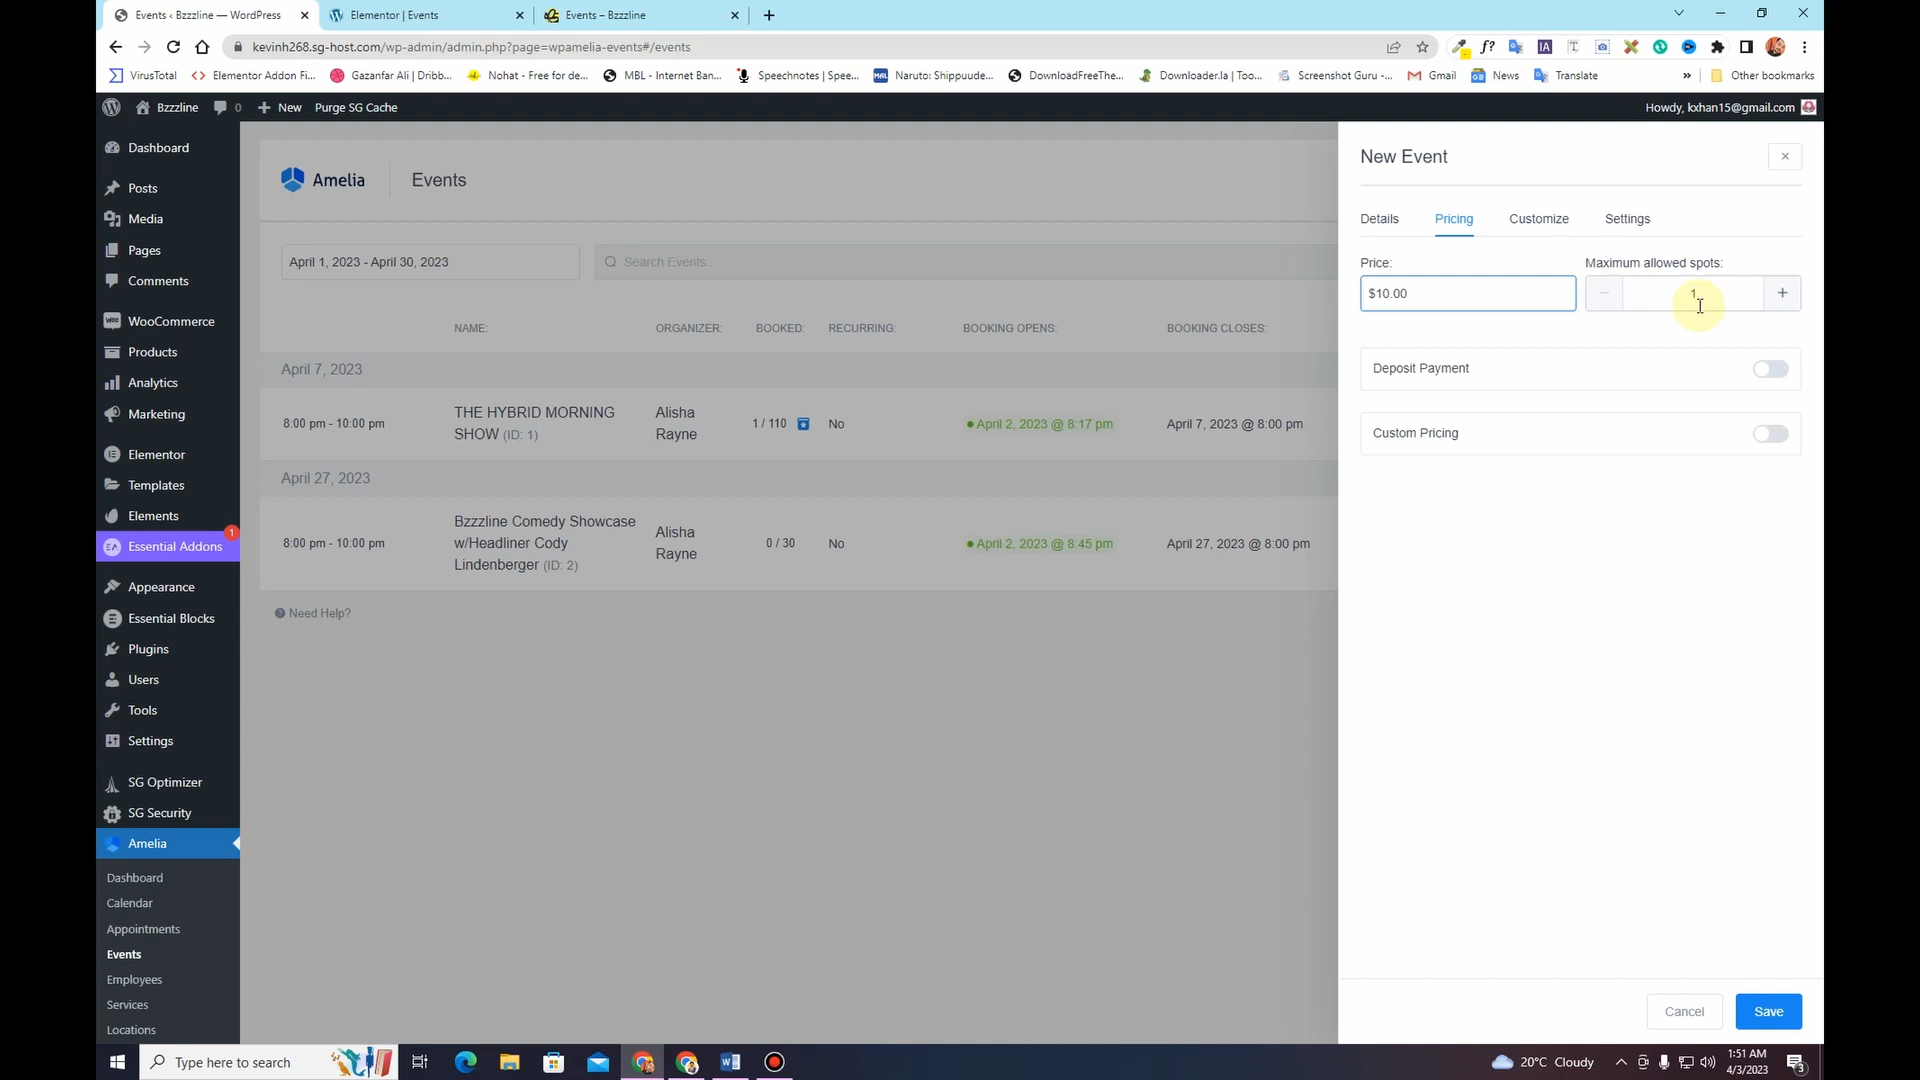 Events ‹ Bzzzline — WordPress
Elementor | Events
Events – Bzzzline
kevinh268.sg-host.com/wp-admin/admin.php?page=wpamelia-events#/events
VirusTotal
Elementor Addon Fi...
Gazanfar Ali | Dribb...
Nohat - Free for de...
MBL - Internet Ban...
Speechnotes | Spee...
Naruto: Shippuude...
DownloadFreeThe...
Downloader.la | Too...
Screenshot Guru -...
Gmail
News
Translate
»
Other bookmarks
Bzzzline
0
New
Purge SG Cache
Howdy, kxhan15@gmail.com
Dashboard
Posts
Media
Pages
Comments
WooCommerce
Products
Analytics
Marketing
Elementor
Templates
Elements
Essential Addons
1
Appearance
Essential Blocks
Plugins
Users
Tools
Settings
SG Optimizer
SG Security
Amelia
Dashboard
Calendar
Appointments
Events
Employees
Services
Locations
Amelia
Events
April 1, 2023 - April 30, 2023
Search Events...
NAME: ORGANIZER: BOOKED: RECURRING: BOOKING OPENS: BOOKING CLOSES:
April 7, 2023
8:00 pm - 10:00 pm
THE HYBRID MORNING
SHOW (ID: 1)
Alisha
Rayne
1 / 110
No
April 2, 2023 @ 8:17 pm
April 7, 2023 @ 8:00 pm
April 27, 2023
8:00 pm - 10:00 pm
Bzzzline Comedy Showcase
w/Headliner Cody
Lindenberger (ID: 2)
Alisha
Rayne
0 / 30
No
April 2, 2023 @ 8:45 pm
April 27, 2023 @ 8:00 pm
Need Help?
New Event
Details
Pricing
Customize
Settings
Price:
Maximum allowed spots:
$10.00
1
Deposit Payment
Custom Pricing
Cancel
Save
Type here to search
20°C Cloudy
1:51 AM
4/3/2023
3